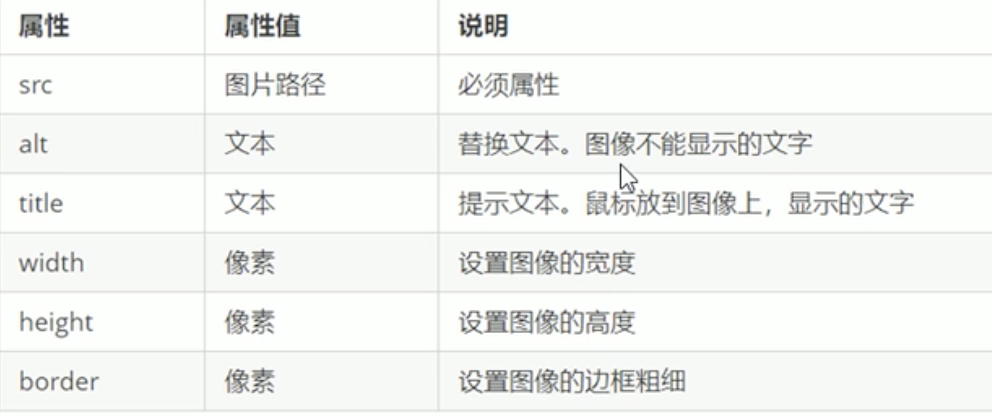 属性 属性值 说明
src 图片路径 必须属性
alt 文本 替换文本。图像不能显示的文字
title 文本 提示文本。鼠标放到图像上，显示的文字
width 像素 设置图像的宽度
height 像素 设置图像的高度
border 像素 设置图像的边框粗细